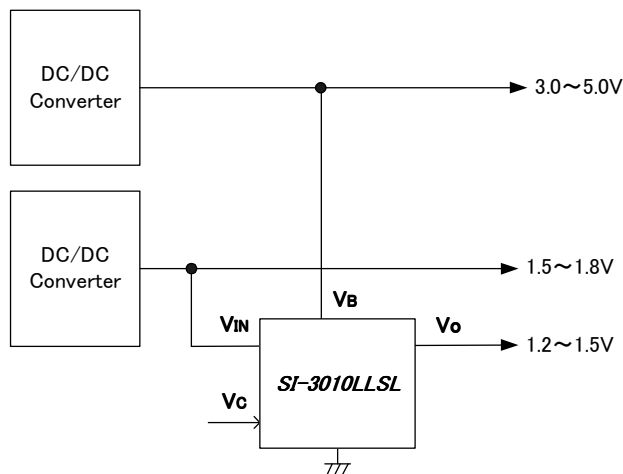 DC/DC
Converter
3.0～5.0V
DC/DC
Converter
1.5～1.8V
VB
VIN
Vo
1.2～1.5V
SI-3010LLSL
Vc